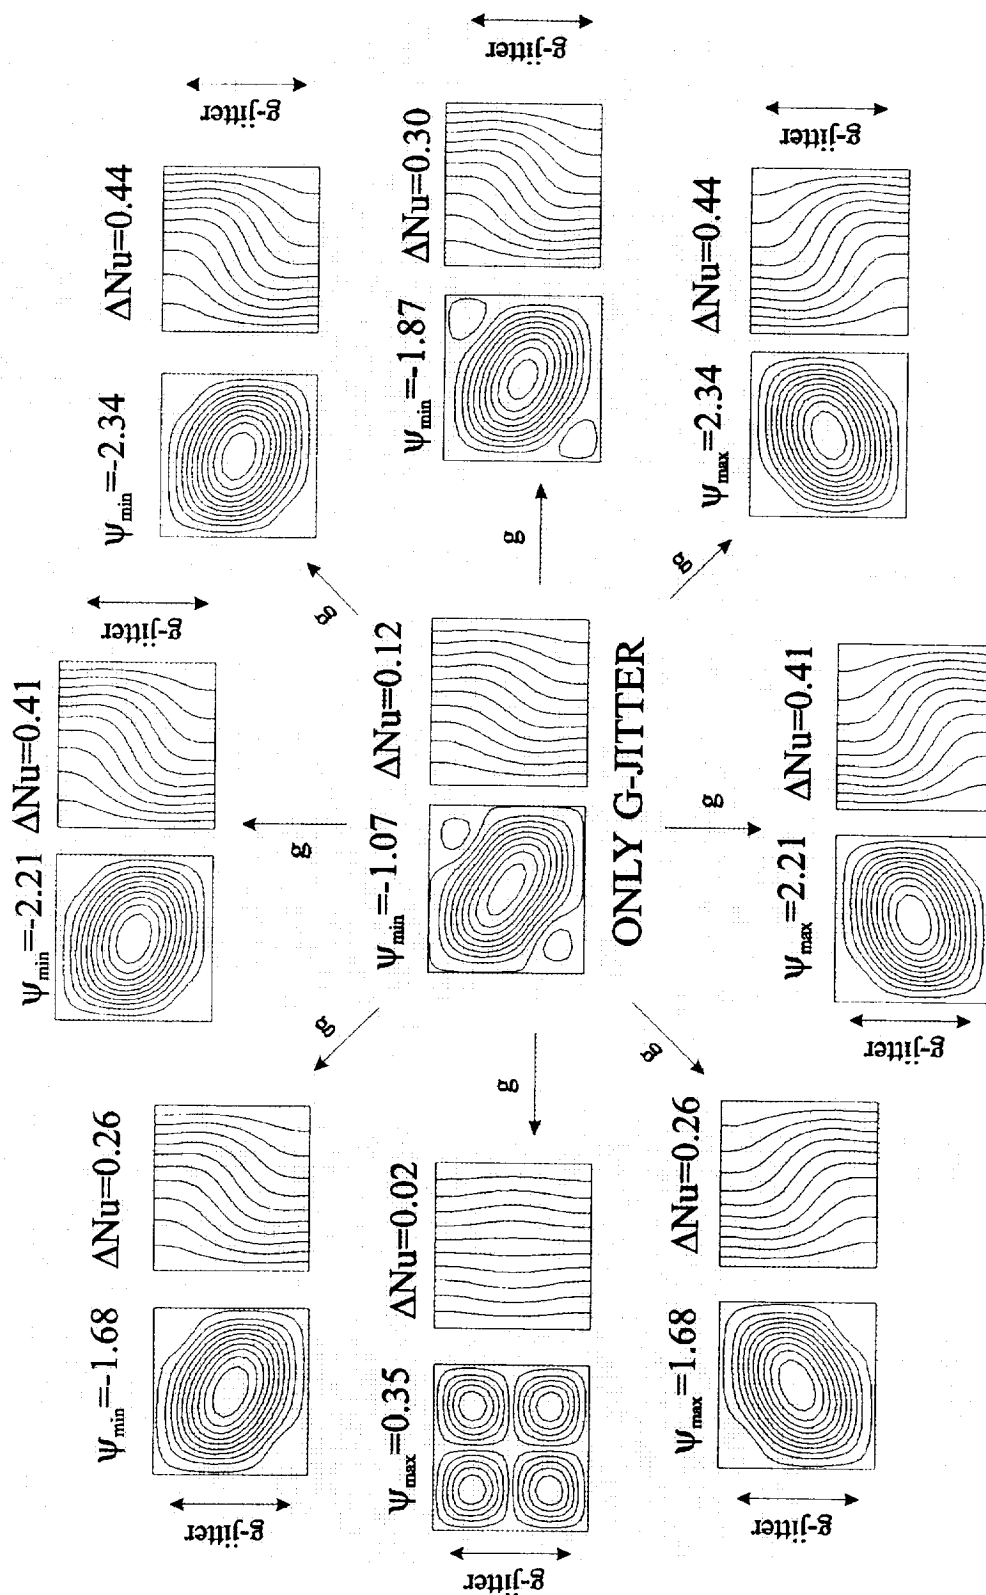 g-jitter
ψmin=-2.34 ΔNu=0.44
g-jitter
ψmin=-1.87 ΔNu=0.30
g-jitter
ψmax=2.34 ΔNu=0.44
g-jitter
ψmin=-2.21 ΔNu=0.41
g-jitter
g
g
g
g
ψmin=-1.07 ΔNu=0.12
ONLY G-JITTER
g
ψmax=2.21 ΔNu=0.41
g-jitter
g
g
g
ψmin=-1.68 ΔNu=0.26
g-jitter
ψmax=0.35 ΔNu=0.02
g-jitter
ψmax=1.68 ΔNu=0.26
g-jitter